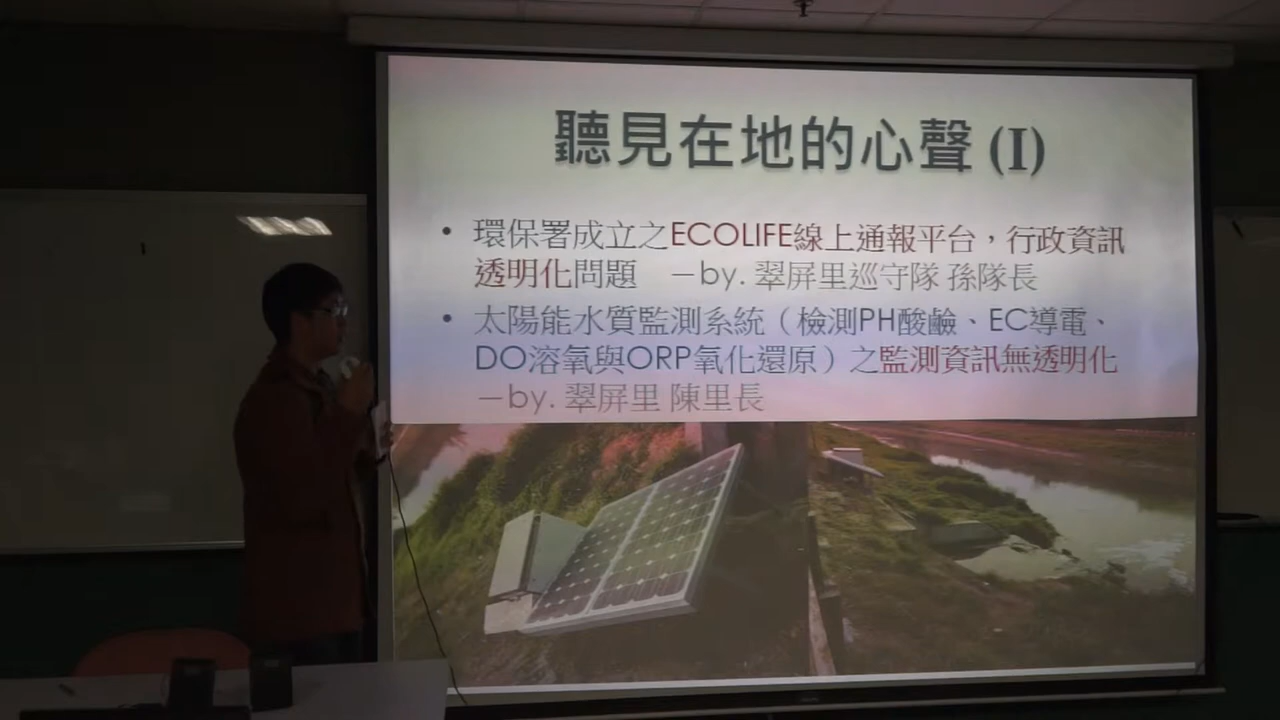 聽見在地的心聲 (I)
• 環保署成立之ECOLIFE線上通報平台，行政資訊
透明化問題 －by. 翠屏里巡守隊 孫隊長
• 太陽能水質監測系統（檢測PH酸鹼、EC導電、
DO溶氧與ORP氧化還原）之監測資訊無透明化
－by. 翠屏里 陳里長